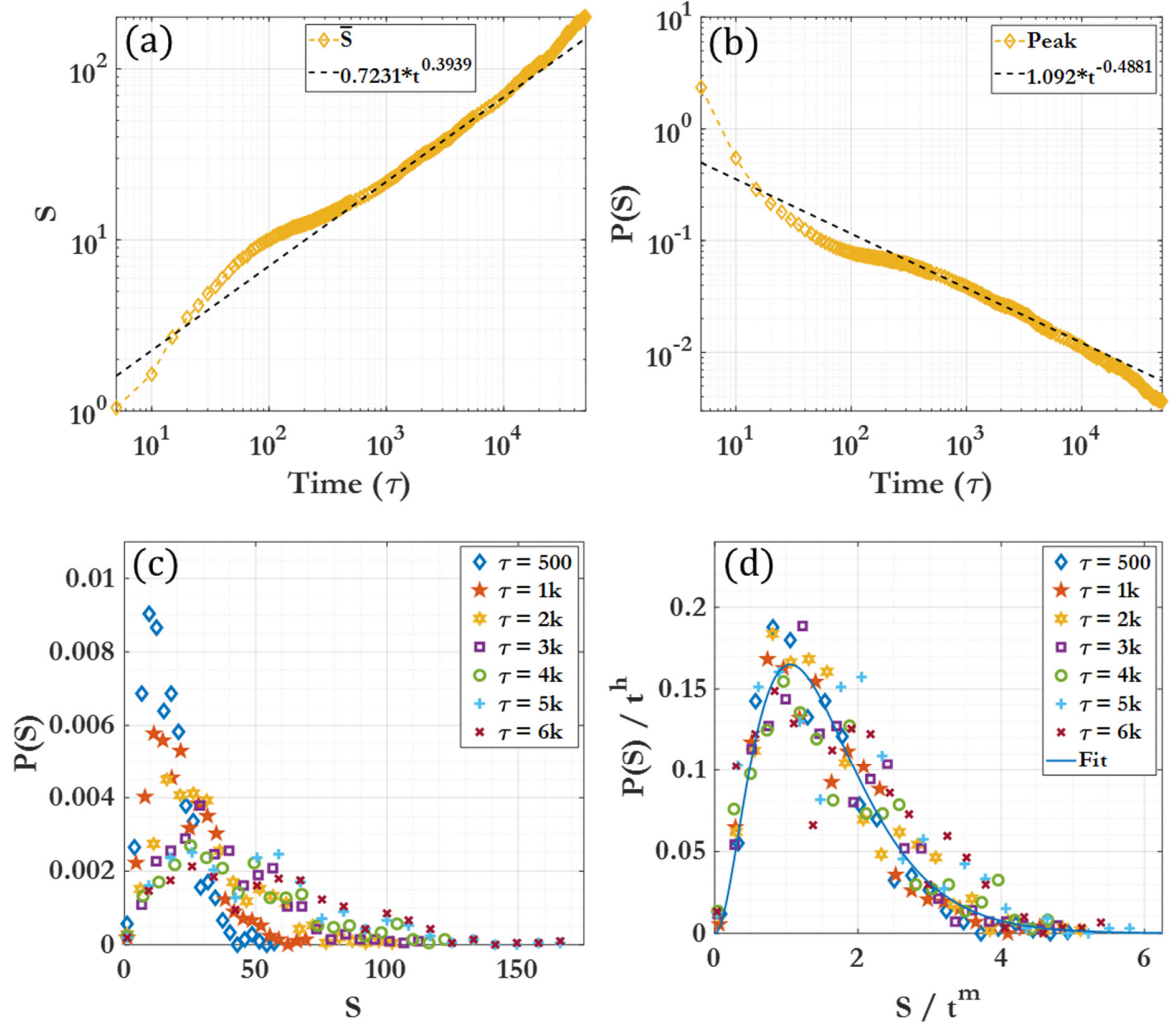 (a)
S̅
0.7231*t^0.3939
10^2
10^1
10^0
S
10^1 10^2 10^3 10^4
Time (τ)
(b)
Peak
1.092*t^-0.4881
10^1
10^0
10^-1
10^-2
P(S)
10^1 10^2 10^3 10^4
Time (τ)
(c)
τ = 500
τ = 1k
τ = 2k
τ = 3k
τ = 4k
τ = 5k
τ = 6k
0.01
0.008
0.006
0.004
0.002
0
P(S)
0 50 100 150
S
(d)
τ = 500
τ = 1k
τ = 2k
τ = 3k
τ = 4k
τ = 5k
τ = 6k
Fit
0.2
0.15
0.1
0.05
0
P(S) / t^h
0 2 4 6
S / t^m